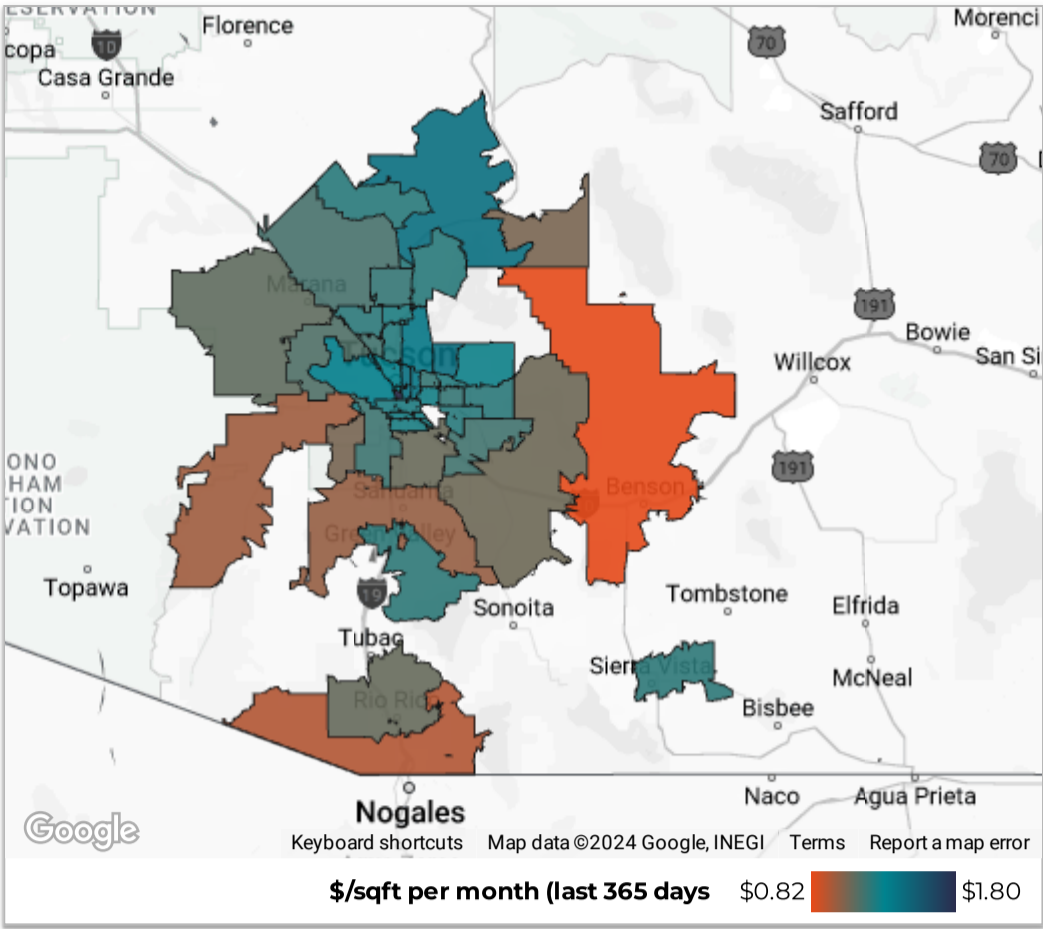 ESERVATION
Florence
Morenci
copa
10
70
Casa Grande
Safford
70
191
Marana
Bowie
Tucson
Willcox
San Si
ONO
HAM
TION
VATION
191
Sahuarita
Benson
Green Valley
Topawa
19
Sonoita
Tombstone
Elfrida
Tubac
Sierra Vista
McNeal
Rio Rico
Bisbee
Nogales
Naco
Agua Prieta
Google
Keyboard shortcuts Map data ©2024 Google, INEGI Terms Report a map error
$/sqft per month (last 365 days $0.82 $1.80